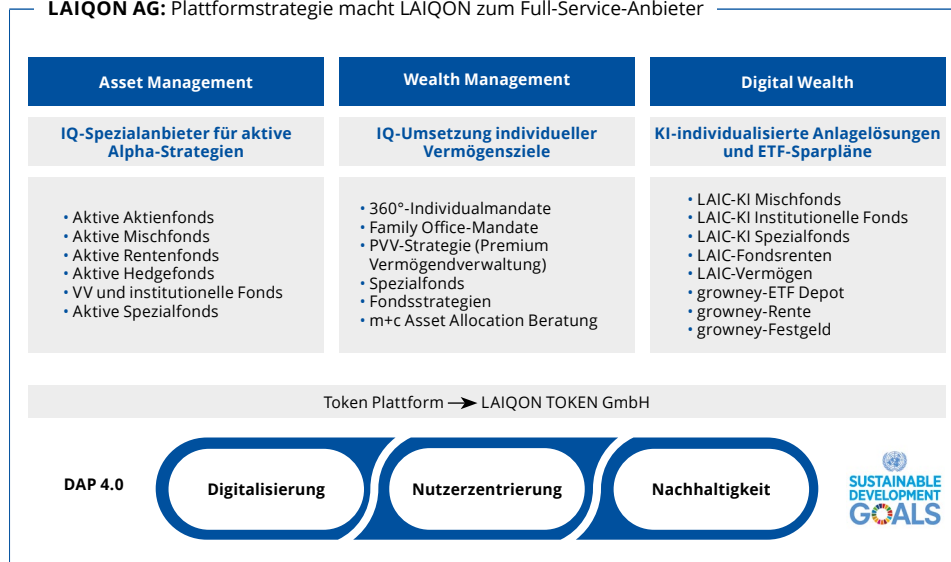 LAIQON AG: Plattformstrategie macht LAIQON zum Full-Service-Anbieter
Asset Management
IQ-Spezialanbieter für aktive
Alpha-Strategien
• Aktive Aktienfonds
• Aktive Mischfonds
• Aktive Rentenfonds
• Aktive Hedgefonds
• VV und institutionelle Fonds
• Aktive Spezialfonds
Wealth Management
IQ-Umsetzung individueller
Vermögensziele
• 360°-Individualmandate
• Family Office-Mandate
• PVV-Strategie (Premium
Vermögendverwaltung)
• Spezialfonds
• Fondsstrategien
• m+c Asset Allocation Beratung
Digital Wealth
KI-individualisierte Anlagelösungen
und ETF-Sparpläne
• LAIC-KI Mischfonds
• LAIC-KI Institutionelle Fonds
• LAIC-KI Spezialfonds
• LAIC-Fondsrenten
• LAIC-Vermögen
• growney-ETF Depot
• growney-Rente
• growney-Festgeld
Token Plattform → LAIQON TOKEN GmbH
DAP 4.0
Digitalisierung
Nutzerzentrierung
Nachhaltigkeit
SUSTAINABLE
DEVELOPMENT
GOALS